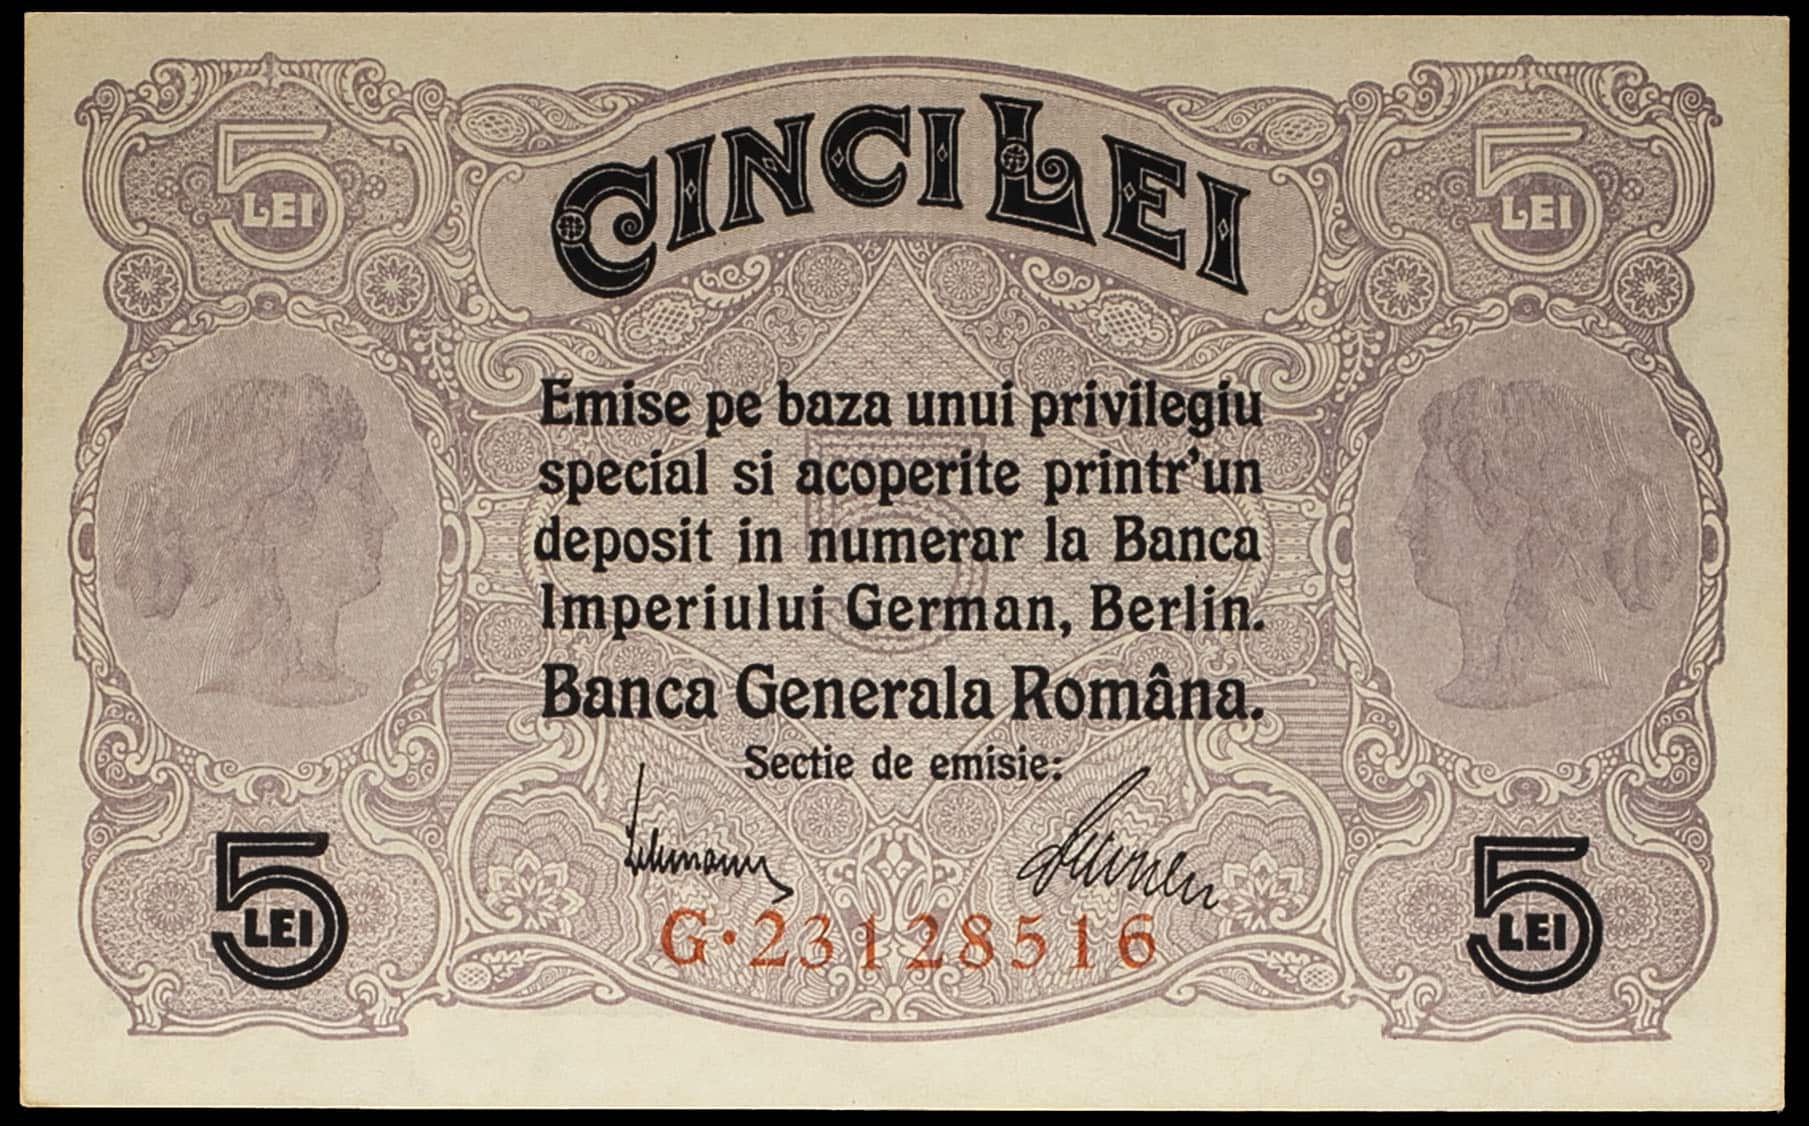 5 LEI
CINCI LEI
5 LEI
Emise pe baza unui privilegiu
special si acoperite printr'un
deposit in numerar la Banca
Imperiului German, Berlin.
Banca Generala Româna.
Sectie de emisie:
5 LEI
G·23128516
5 LEI